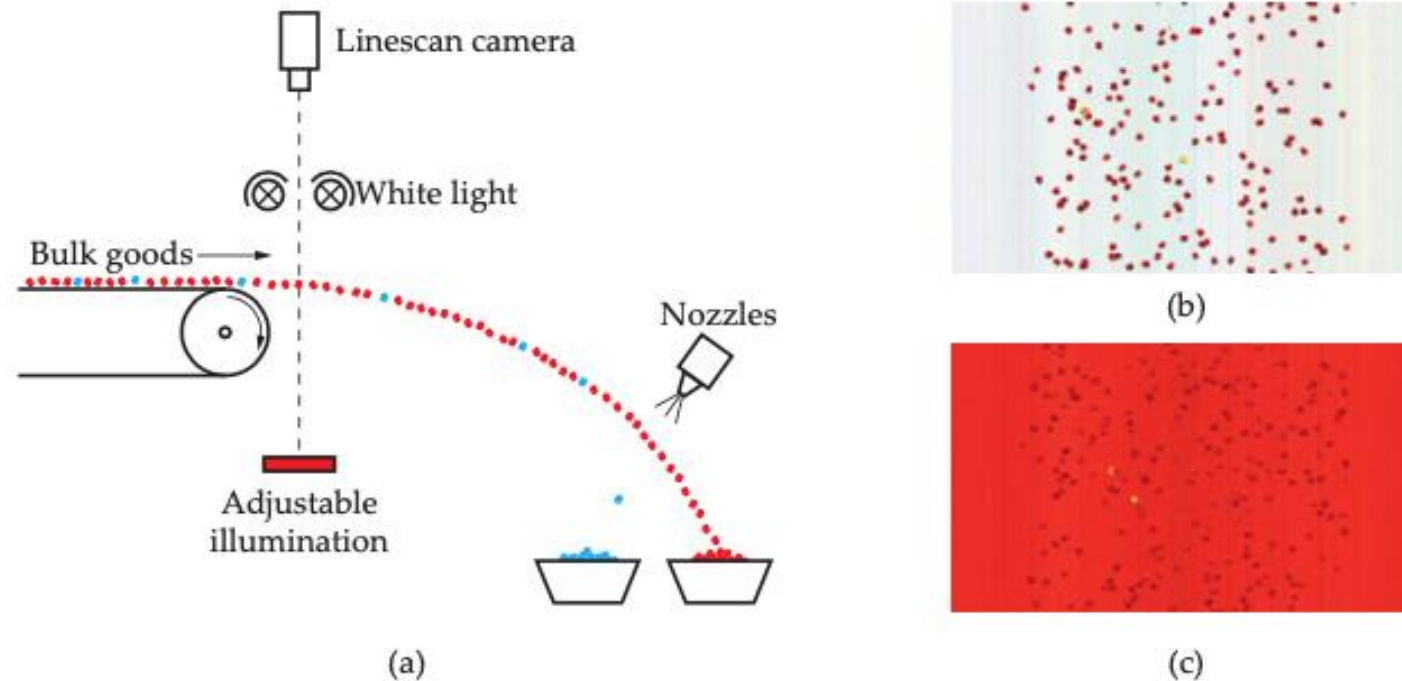 Linescan camera
White light
Bulk goods
Nozzles
Adjustable
illumination
(a)
(b)
(c)